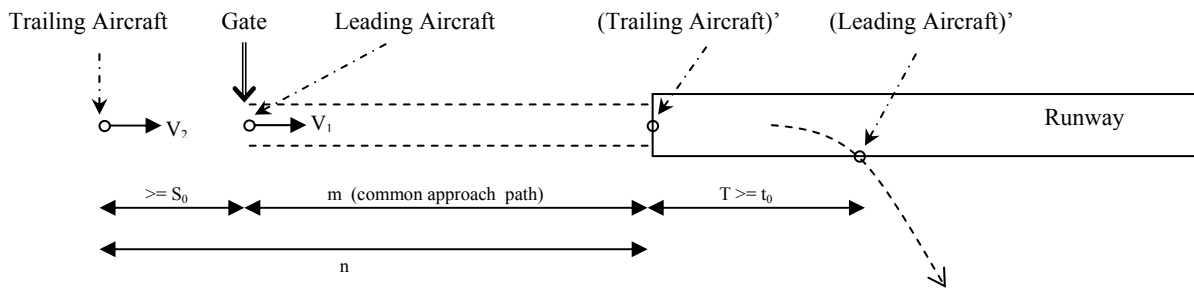 Trailing Aircraft Gate Leading Aircraft (Trailing Aircraft)’ (Leading Aircraft)’
V₂ V₁ Runway
>= S₀ m (common approach path) T >= t₀
n